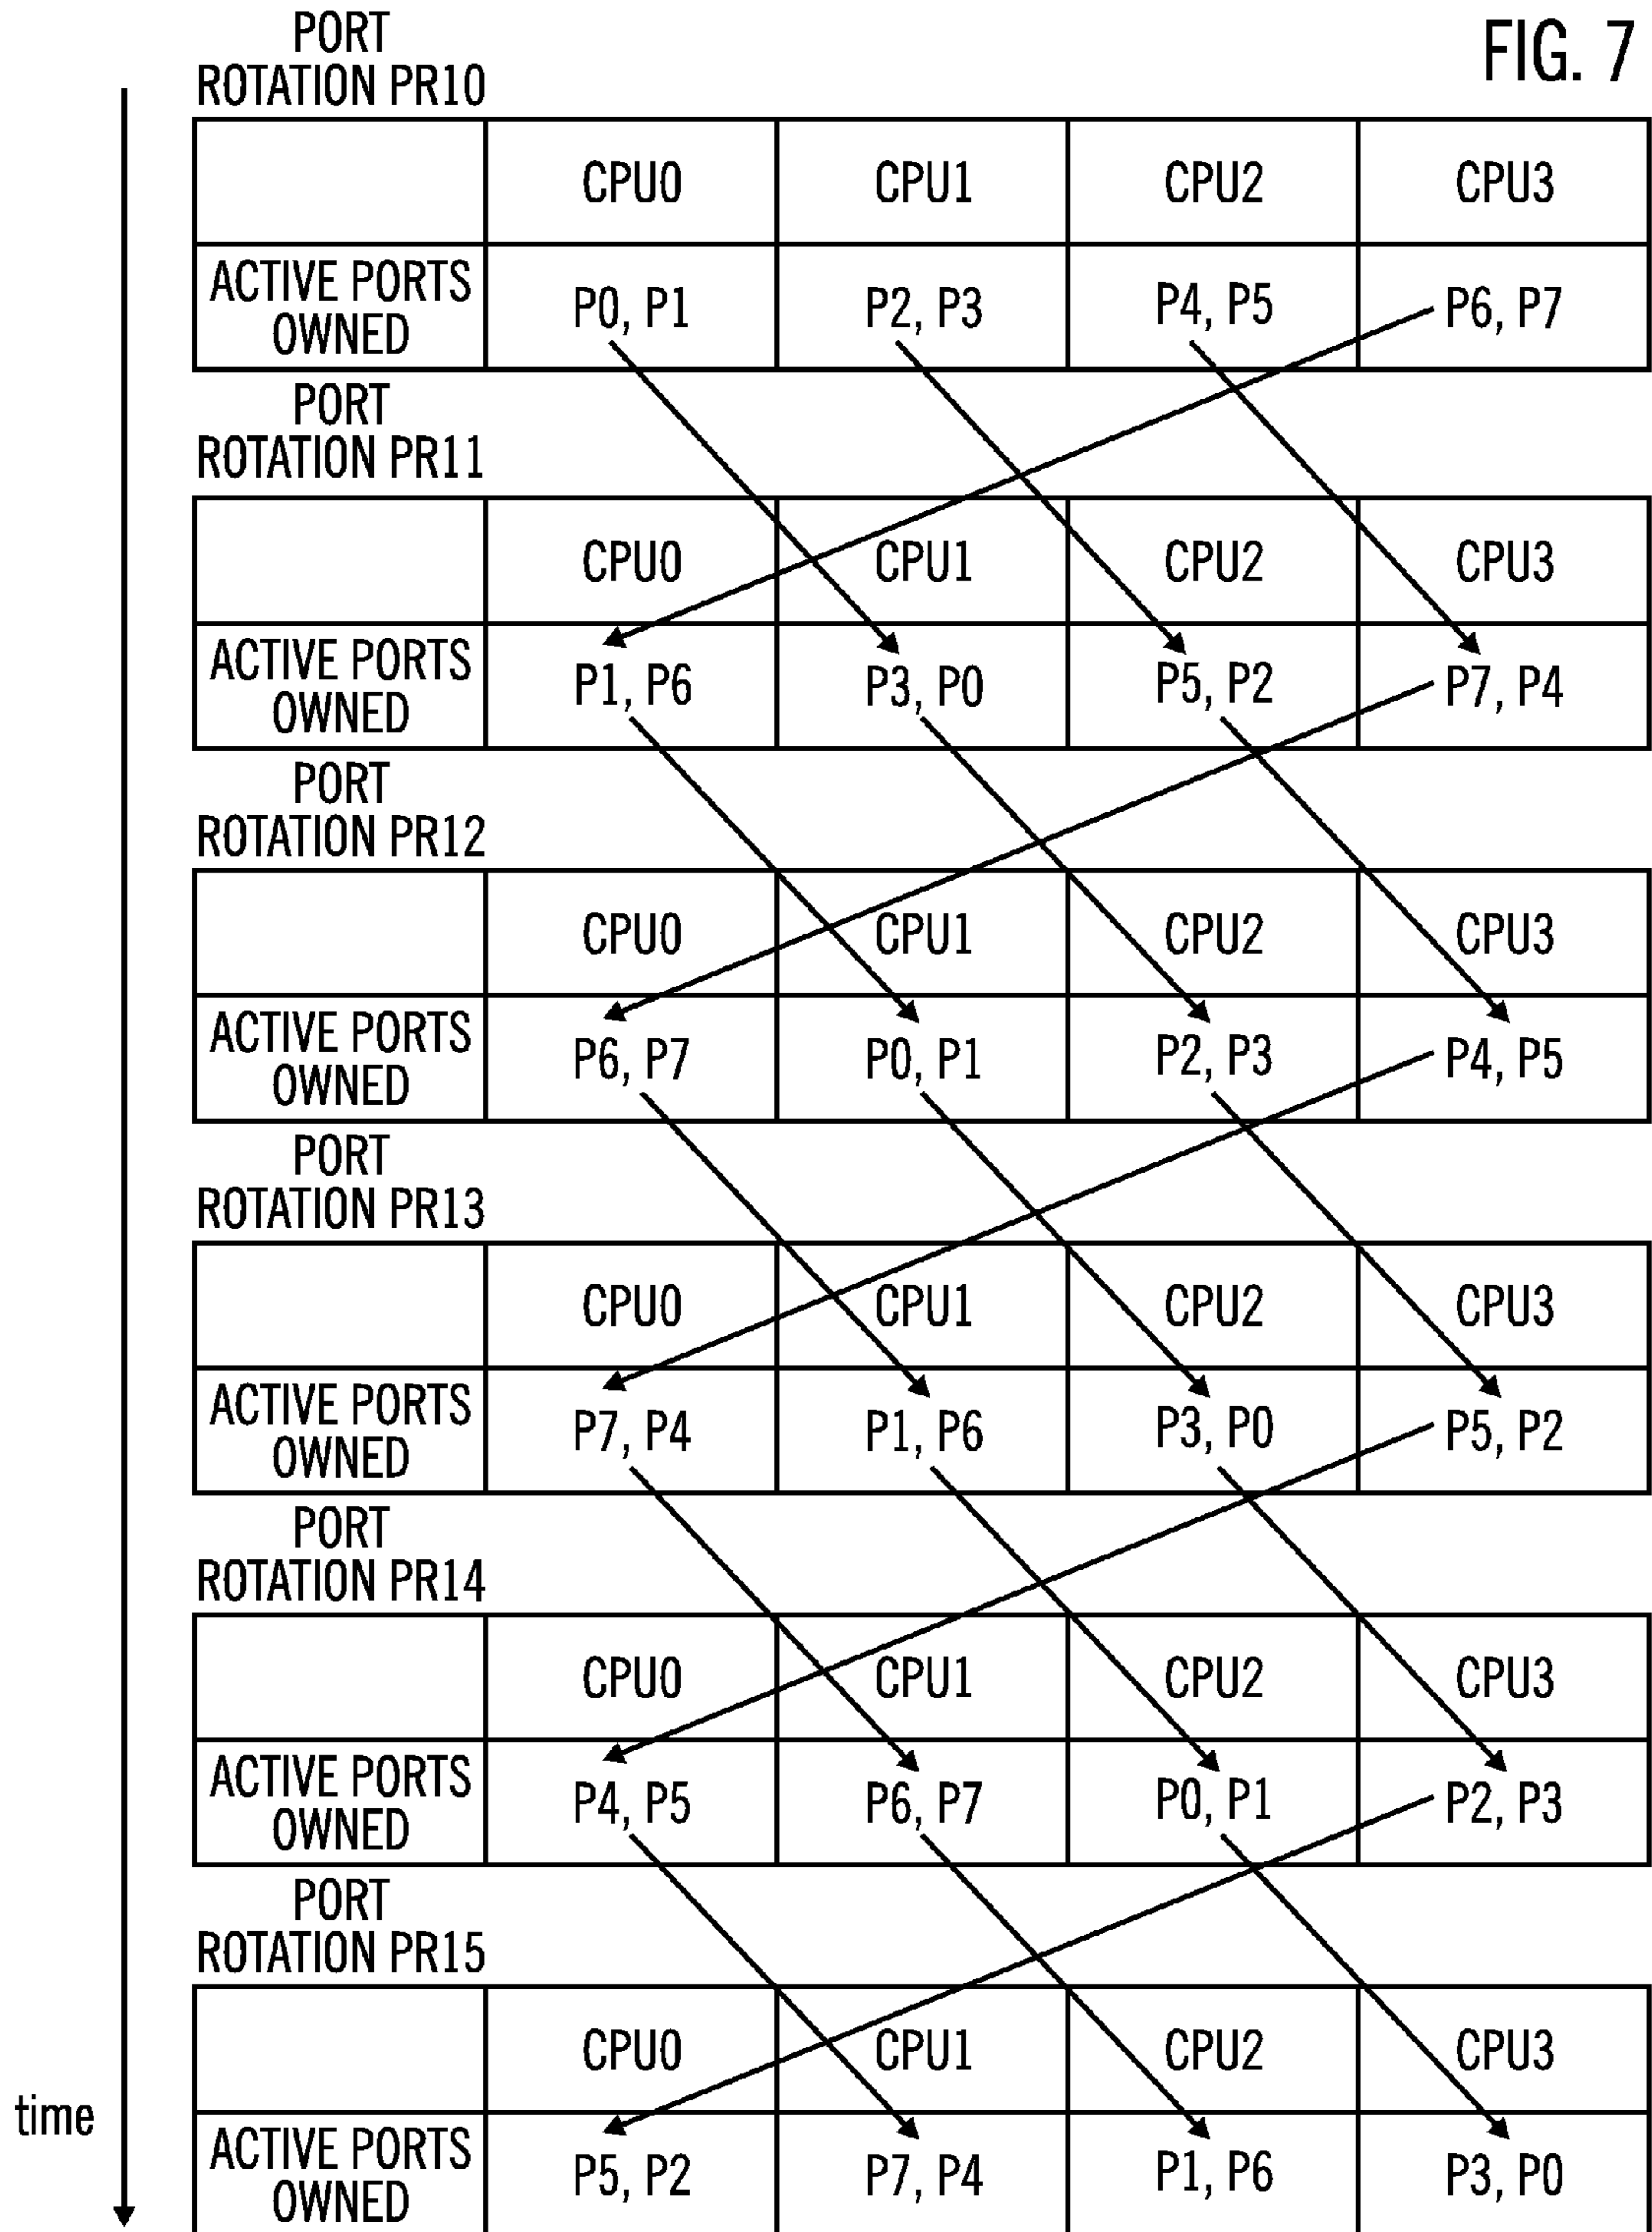 FIG. 7
PORT
ROTATION PR10
CPU0 CPU1 CPU2 CPU3
ACTIVE PORTS
OWNED
P0, P1 P2, P3 P4, P5 P6, P7
PORT
ROTATION PR11
CPU0 CPU1 CPU2 CPU3
ACTIVE PORTS
OWNED
P1, P6 P3, P0 P5, P2 P7, P4
PORT
ROTATION PR12
CPU0 CPU1 CPU2 CPU3
ACTIVE PORTS
OWNED
P6, P7 P0, P1 P2, P3 P4, P5
PORT
ROTATION PR13
CPU0 CPU1 CPU2 CPU3
ACTIVE PORTS
OWNED
P7, P4 P1, P6 P3, P0 P5, P2
PORT
ROTATION PR14
CPU0 CPU1 CPU2 CPU3
ACTIVE PORTS
OWNED
P4, P5 P6, P7 P0, P1 P2, P3
PORT
ROTATION PR15
CPU0 CPU1 CPU2 CPU3
time
ACTIVE PORTS
OWNED
P5, P2 P7, P4 P1, P6 P3, P0